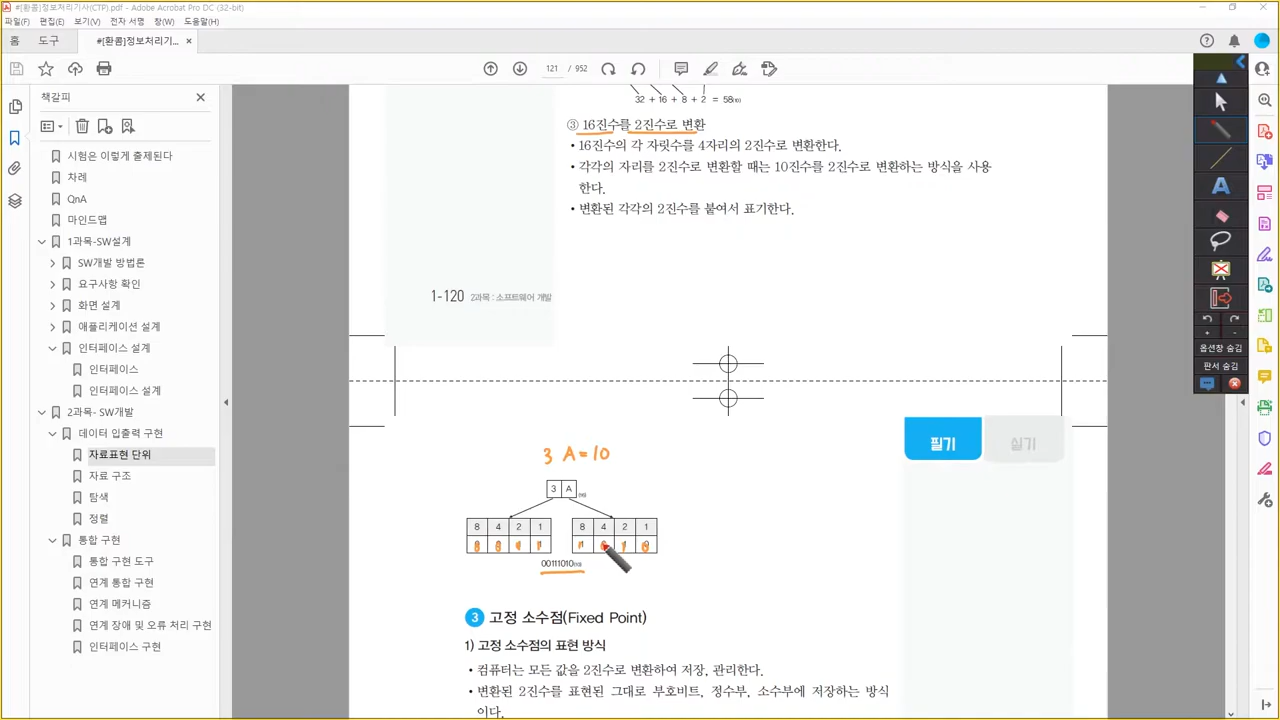 #[환콤]정보처리기사(CTP).pdf - Adobe Acrobat Pro DC (32-bit)
파일(F) 편집(E) 보기(V) 전자 서명 창(W) 도움말(H)
홈 도구 #[환콤]정보처리기... ×
121 / 952
책갈피
시험은 이렇게 출제된다
차례
QnA
마인드맵
1과목-SW설계
SW개발 방법론
요구사항 확인
화면 설계
애플리케이션 설계
인터페이스 설계
인터페이스
인터페이스 설계
2과목- SW개발
데이터 입출력 구현
자료표현 단위
자료 구조
탐색
정렬
통합 구현
통합 구현 도구
연계 통합 구현
연계 메커니즘
연계 장애 및 오류 처리 구현
인터페이스 구현
32 + 16 + 8 + 2 = 58(10)
③ 16진수를 2진수로 변환
• 16진수의 각 자릿수를 4자리의 2진수로 변환한다.
• 각각의 자리를 2진수로 변환할 때는 10진수를 2진수로 변환하는 방식을 사용
한다.
• 변환된 각각의 2진수를 붙여서 표기한다.
1-120 2과목 : 소프트웨어 개발
필기 실기
3 A=10
3 A
8 4 2 1 8 4 2 1
0 0 1 1 1 0 1 0
00111010
3 고정 소수점(Fixed Point)
1) 고정 소수점의 표현 방식
• 컴퓨터는 모든 값을 2진수로 변환하여 저장, 관리한다.
• 변환된 2진수를 표현된 그대로 부호비트, 정수부, 소수부에 저장하는 방식
이다.
A
옵션창 숨김
판서 숨김